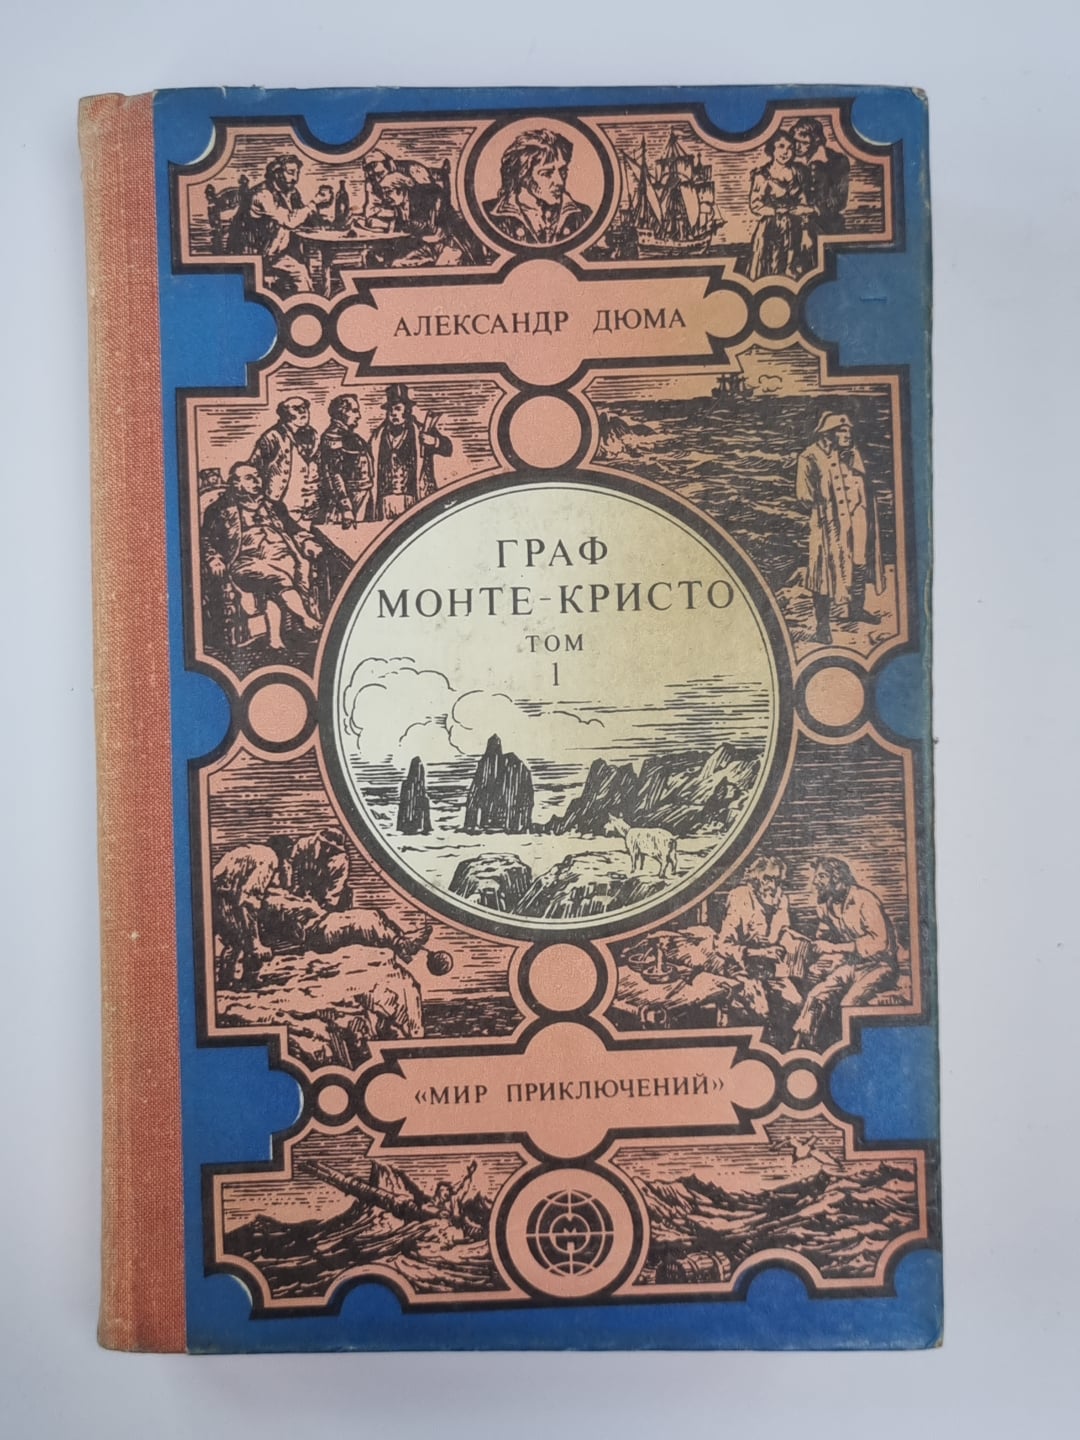 АЛЕКСАНДР ДЮМА
ГРАФ
МОНТЕ-КРИСТО
ТОМ
1
«МИР ПРИКЛЮЧЕНИЙ»
М